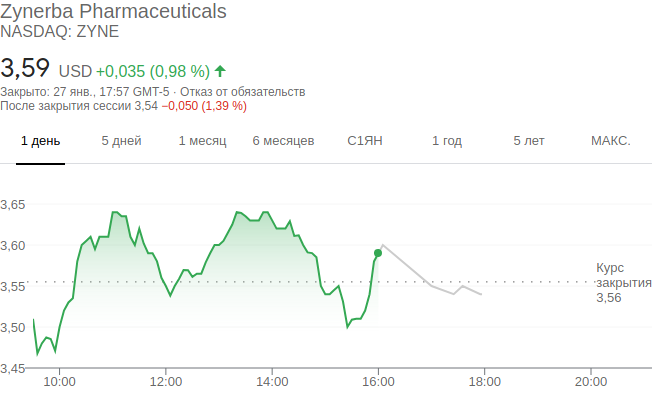 Zynerba Pharmaceuticals
NASDAQ: ZYNE
3,59 USD +0,035 (0,98 %)
Закрыто: 27 янв., 17:57 GMT-5 · Отказ от обязательств
После закрытия сессии 3,54 −0,050 (1,39 %)
1 день 5 дней 1 месяц 6 месяцев С1ЯН 1 год 5 лет МАКС.
3,65
3,60
3,55
3,50
3,45
Курс
закрытия
3,56
10:00 12:00 14:00 16:00 18:00 20:00